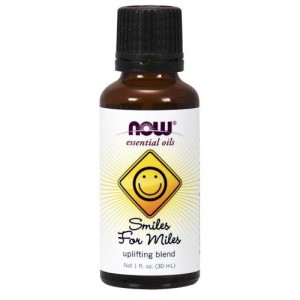 NOW®
essential oils
Smiles
For Miles
uplifting blend
Net 1 fl. oz. (30 mL)